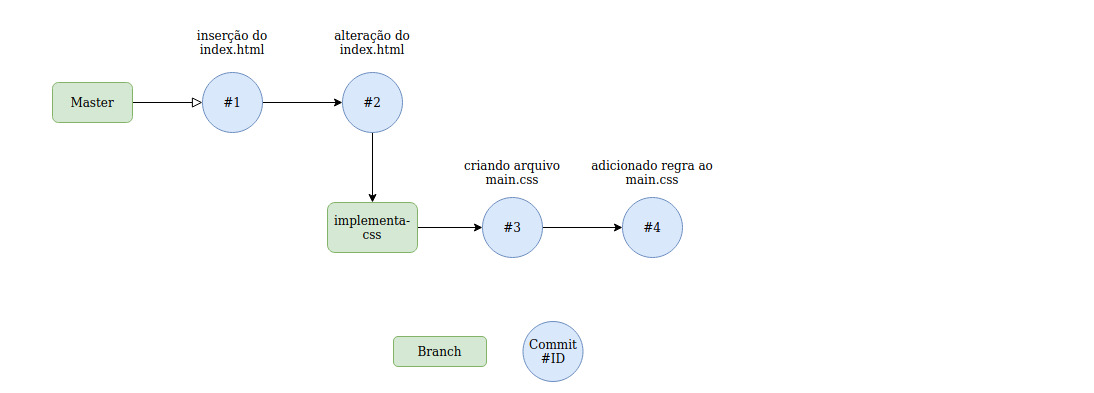 inserção do
index.html
alteração do
index.html
Master
#1
#2
criando arquivo
main.css
adicionado regra ao
main.css
implementa-
css
#3
#4
Branch
Commit
#ID